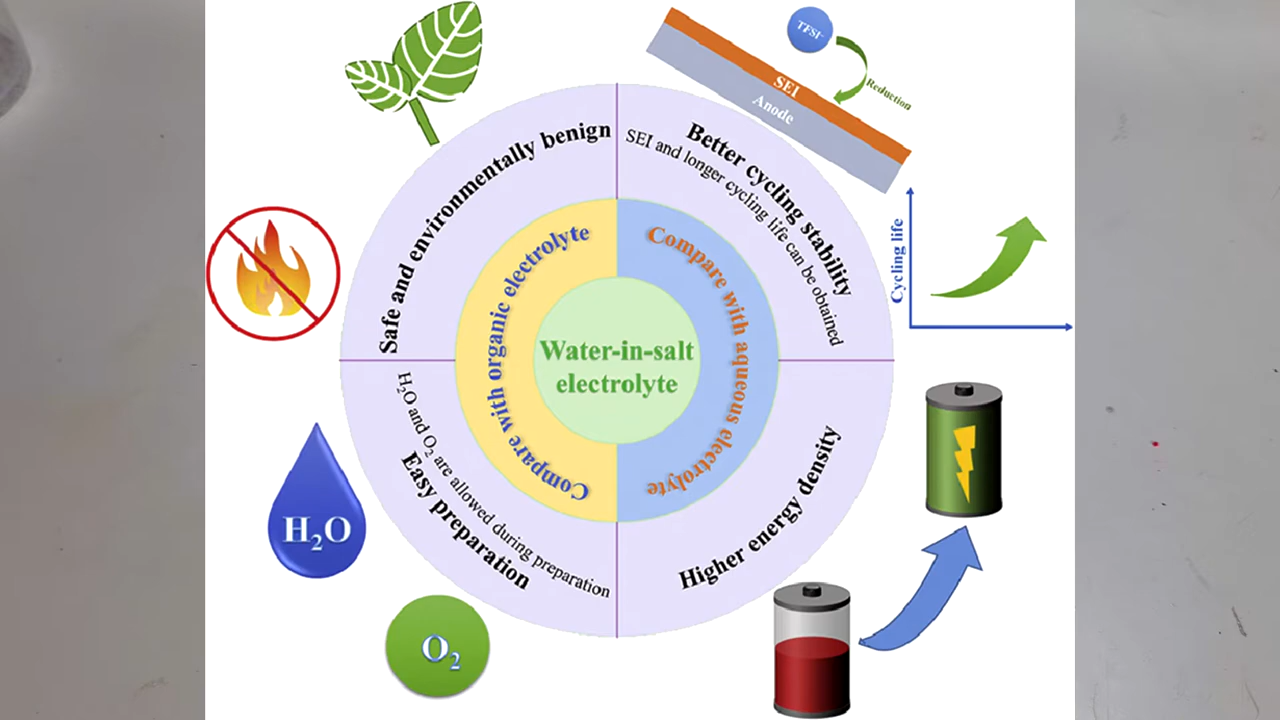 TFSI⁻
Reduction
SEI
Anode
Safe and environmentally benign
Better cycling stability
SEI and longer cycling life can be obtained
Cycling life
Compare with organic electrolyte
Compare with aqueous electrolyte
Water-in-salt
electrolyte
H₂O and O₂ are allowed during preparation
Easy preparation
Higher energy density
H₂O
O₂